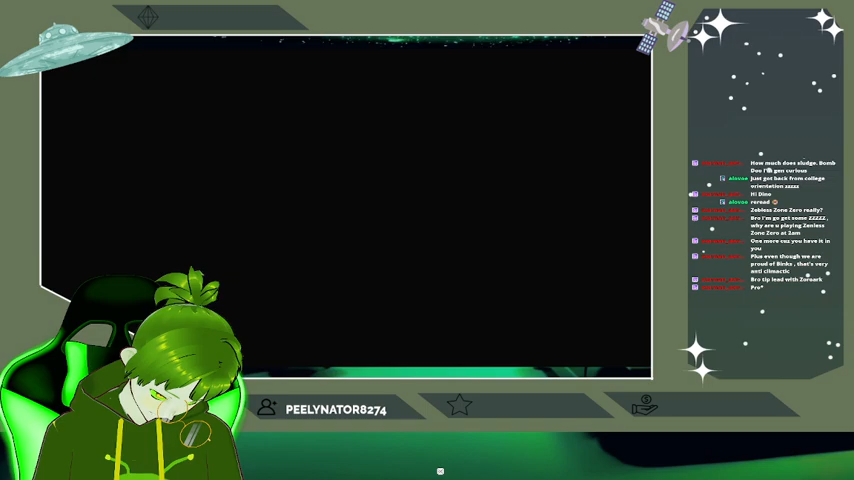 How much does sludge. Bomb
Doe I'm gen curious
alovoe Just got back from college
orientation zzzzz
Hi Dino
alovoe reread
Zobless Zone Zero really?
Bro I'm go get some ZZZZZ ,
why are u playing Zenless
Zone Zero at 2am
One more cuz you have it in
you
Plus even though we are
proud of Binks , that's very
anti climactic
Bro tip lead with Zoroark
Pro*
PEELYNATOR8274